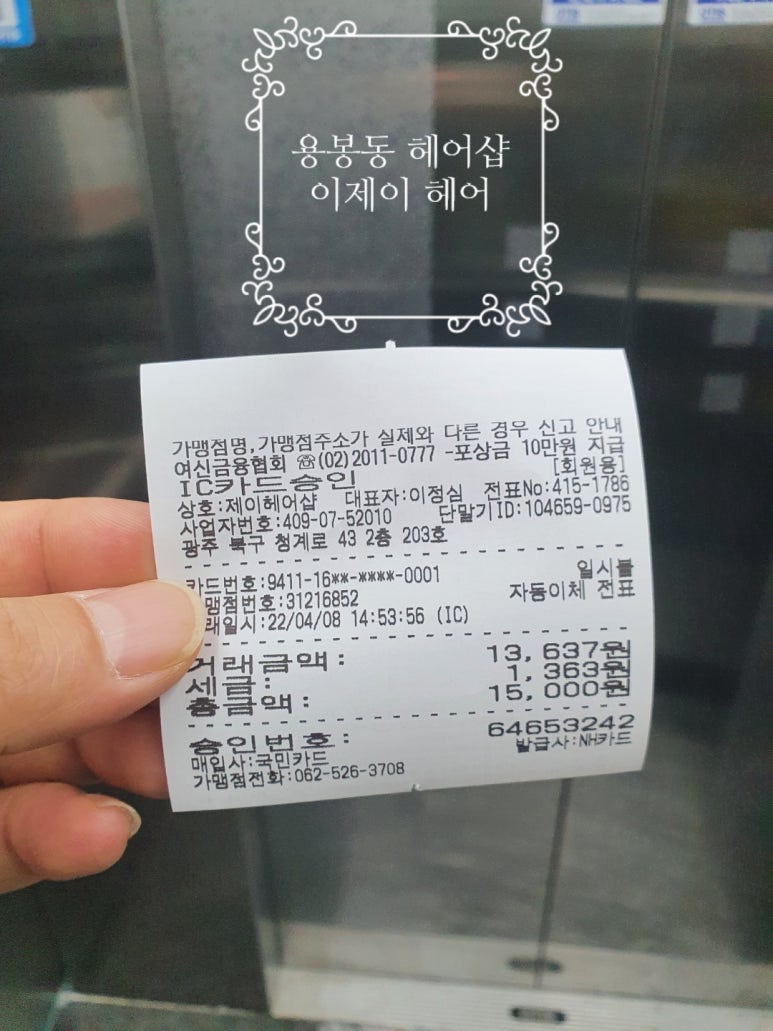 용봉동 헤어샵
이제이 헤어
가맹점명,가맹점주소가 실제와 다른 경우 신고 안내
여신금융협회 ☏(02)2011-0777 -포상금 10만원 지급
IC카드승인 [회원용]
상호:제이헤어샵 대표자:이정심 전표No:415-1786
사업자번호:409-07-52010 단말기ID:104659-0975
광주 북구 청계로 43 2층 203호
카드번호:9411-16**-****-0001 일시불
맹점번호:31216852 자동이체 전표
래일시:22/04/08 14:53:56 (IC)
거래금액: 13,637원
세금: 1,363원
총금액: 15,000원
승인번호: 64653242
매입사:국민카드 발급사:NH카드
가맹점전화:062-526-3708